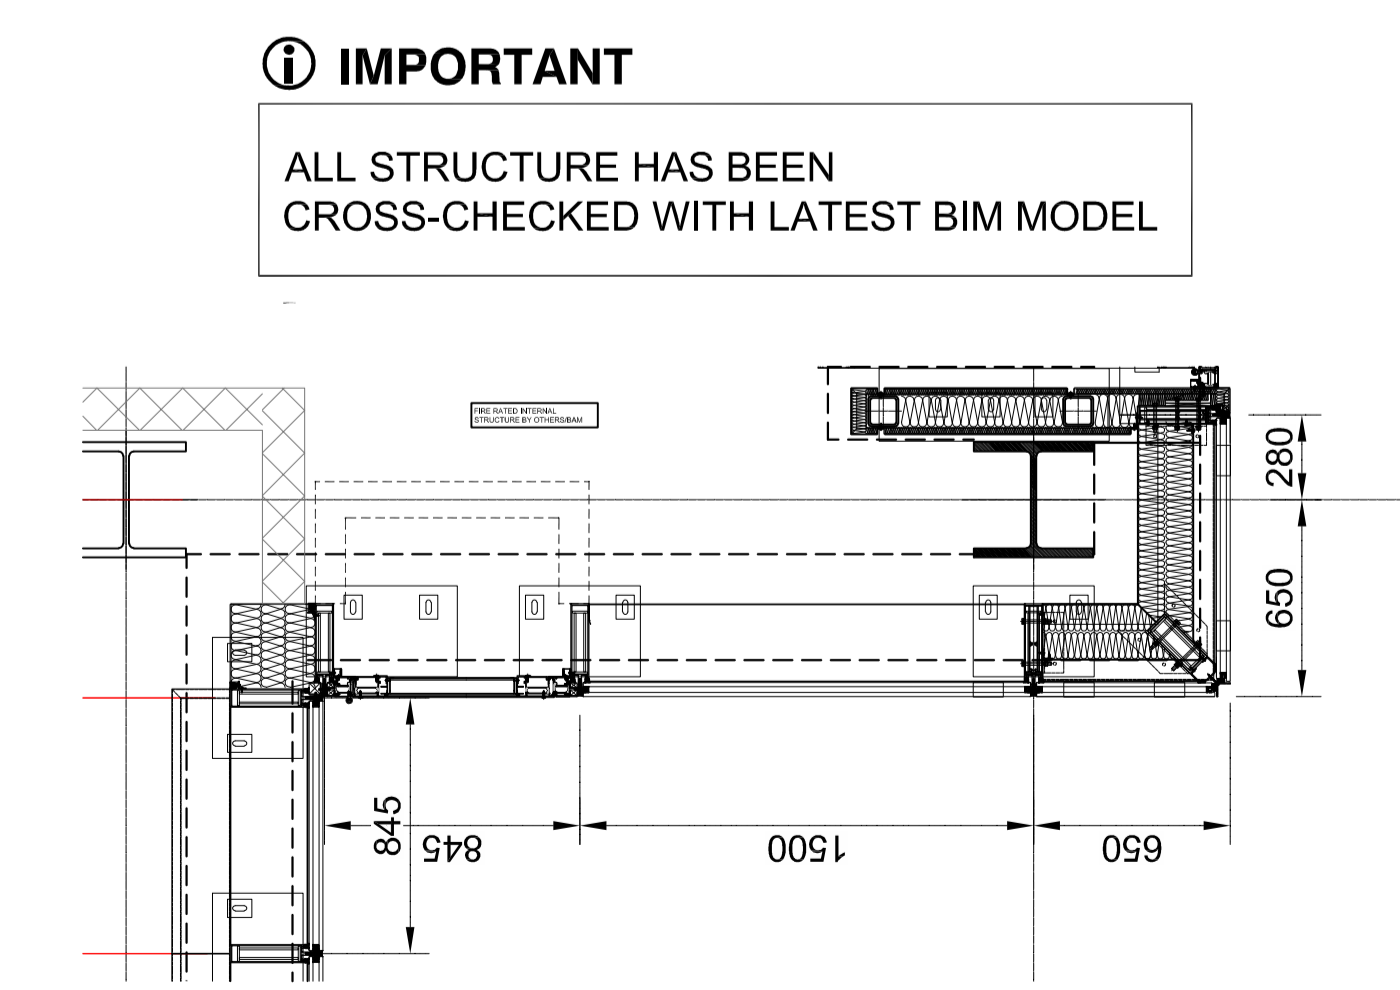 IMPORTANT
ALL STRUCTURE HAS BEEN
CROSS-CHECKED WITH LATEST BIM MODEL
FIRE RATED INTERNAL
STRUCTURE BY OTHERS/BAM
280
650
845
845
1500
650